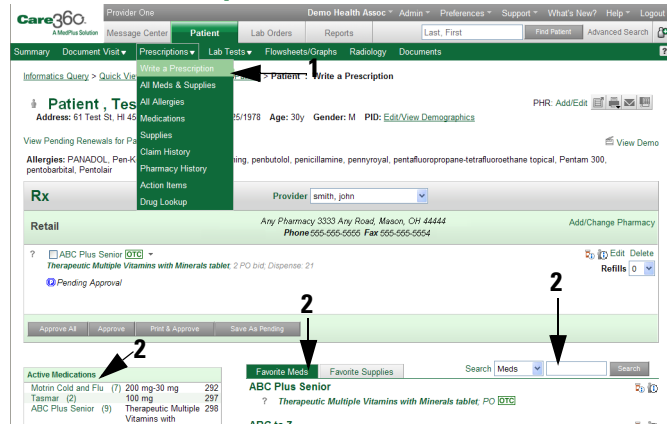 Care360. Provider One Demo Health Assoc Admin Preferences Support What's New? Help Logout
A MedPlus Solution Message Center Patient Lab Orders Reports Last, First Find Patient Advanced Search
Summary Document Visit Prescriptions Lab Tests Flowsheets/Graphs Radiology Documents ?
Write a Prescription
1
Informatics Query > Quick Vie > Patient Write a Prescription
All Meds & Supplies
All Allergies
Patient , Tes PHR: Add/Edit
Medications
Address: 61 Test St, HI 45 25/1978 Age: 30y Gender: M PID: Edit/View Demographics
Supplies
Claim History
View Pending Renewals for Pa View Demo
Pharmacy History
Allergies: PANADOL, Pen-K ning, penbutolol, penicillamine, pennyroyal, pentafluoropropane-tetrafluoroethane topical, Pentam 300,
pentobarbital, Pentolair
Action Items
Drug Lookup
Rx Provider smith, john
Retail Any Pharmacy 3333 Any Road, Mason, OH 44444 Add/Change Pharmacy
Phone 555-555-5555 Fax 555-555-5554
? ABC Plus Senior OTC Edit Delete
Therapeutic Multiple Vitamins with Minerals tablet; 2 PO bid; Dispense: 21 Refills 0
Pending Approval
2
2
Approve All Approve Print & Approve Save As Pending
2
Active Medications Favorite Meds Favorite Supplies Search Meds Search
Motrin Cold and Flu (7) 200 mg-30 mg 292
Tasmar (2) 100 mg 297
ABC Plus Senior (9) Therapeutic Multiple 298
Vitamins with
ABC Plus Senior
? Therapeutic Multiple Vitamins with Minerals tablet; PO OTC